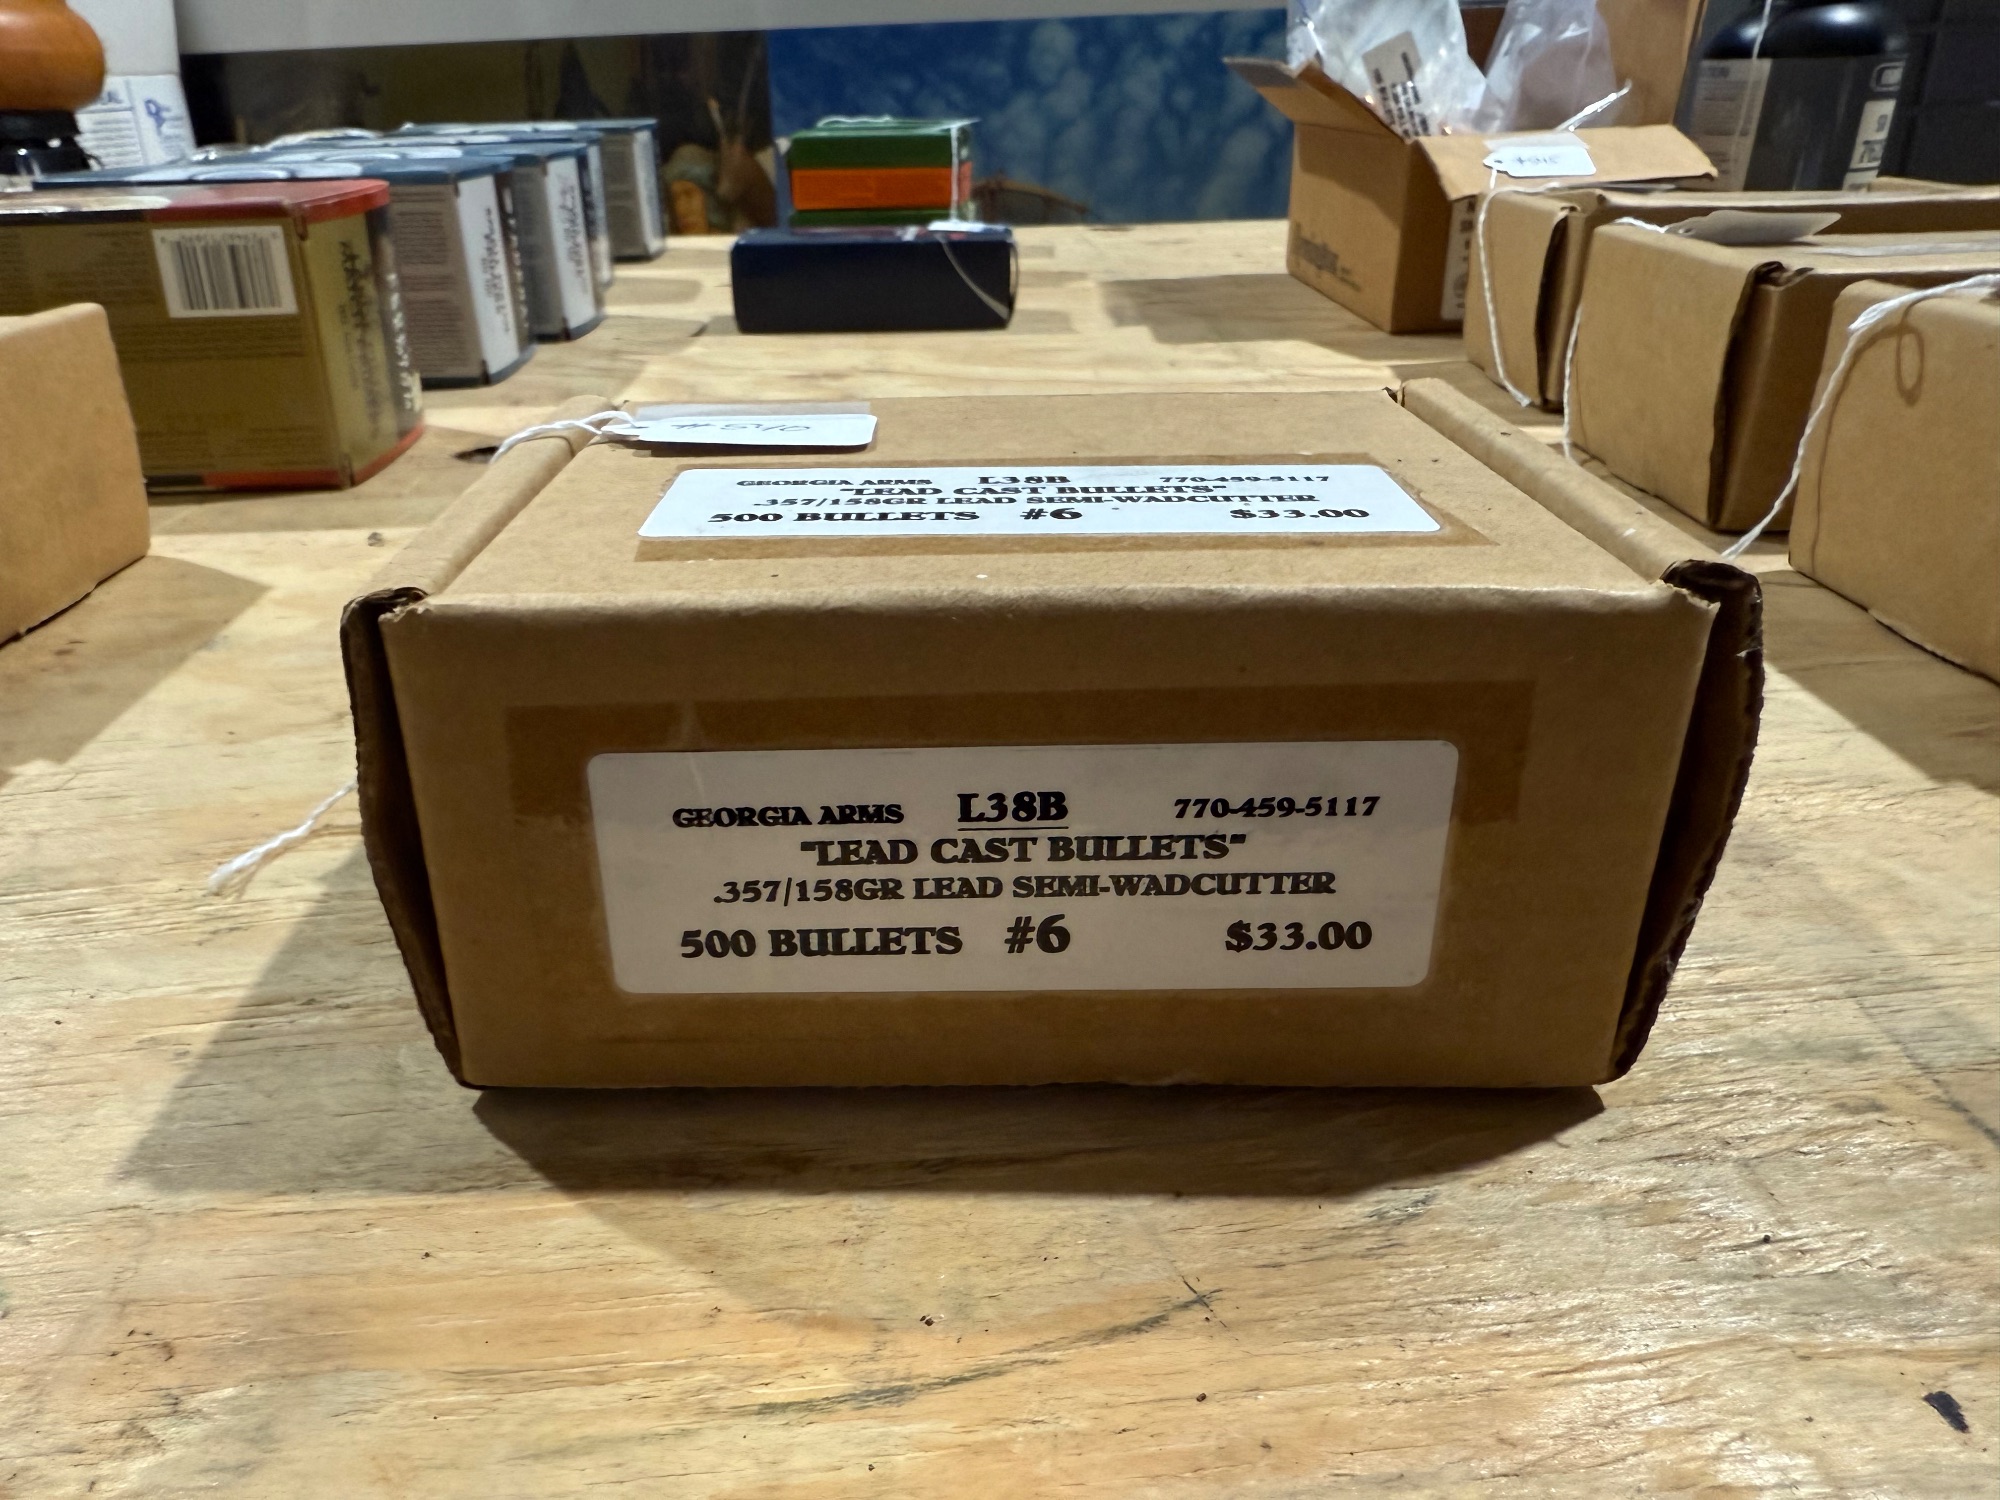 GEORGIA ARMS L38B 770-459-5117
"LEAD CAST BULLETS"
.357/158GR LEAD SEMI-WADCUTTER
500 BULLETS #6 $33.00
GEORGIA ARMS L38B 770-459-5117
"LEAD CAST BULLETS"
.357/158GR LEAD SEMI-WADCUTTER
500 BULLETS #6 $33.00